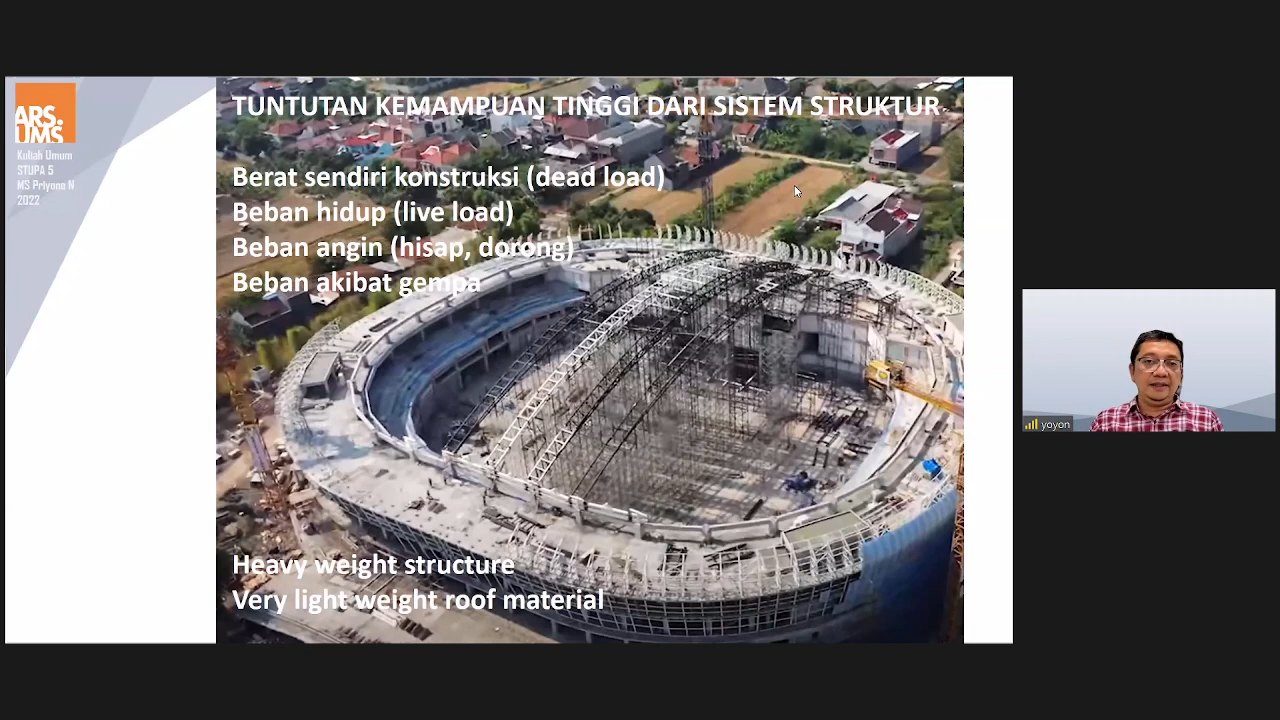 ARS.
UMS
Kuliah Umum
STUPA 5
MS Priyono N
2022
TUNTUTAN KEMAMPUAN TINGGI DARI SISTEM STRUKTUR
Berat sendiri konstruksi (dead load)
Beban hidup (live load)
Beban angin (hisap, dorong)
Beban akibat gempa
Heavy weight structure
Very light weight roof material
yoyon